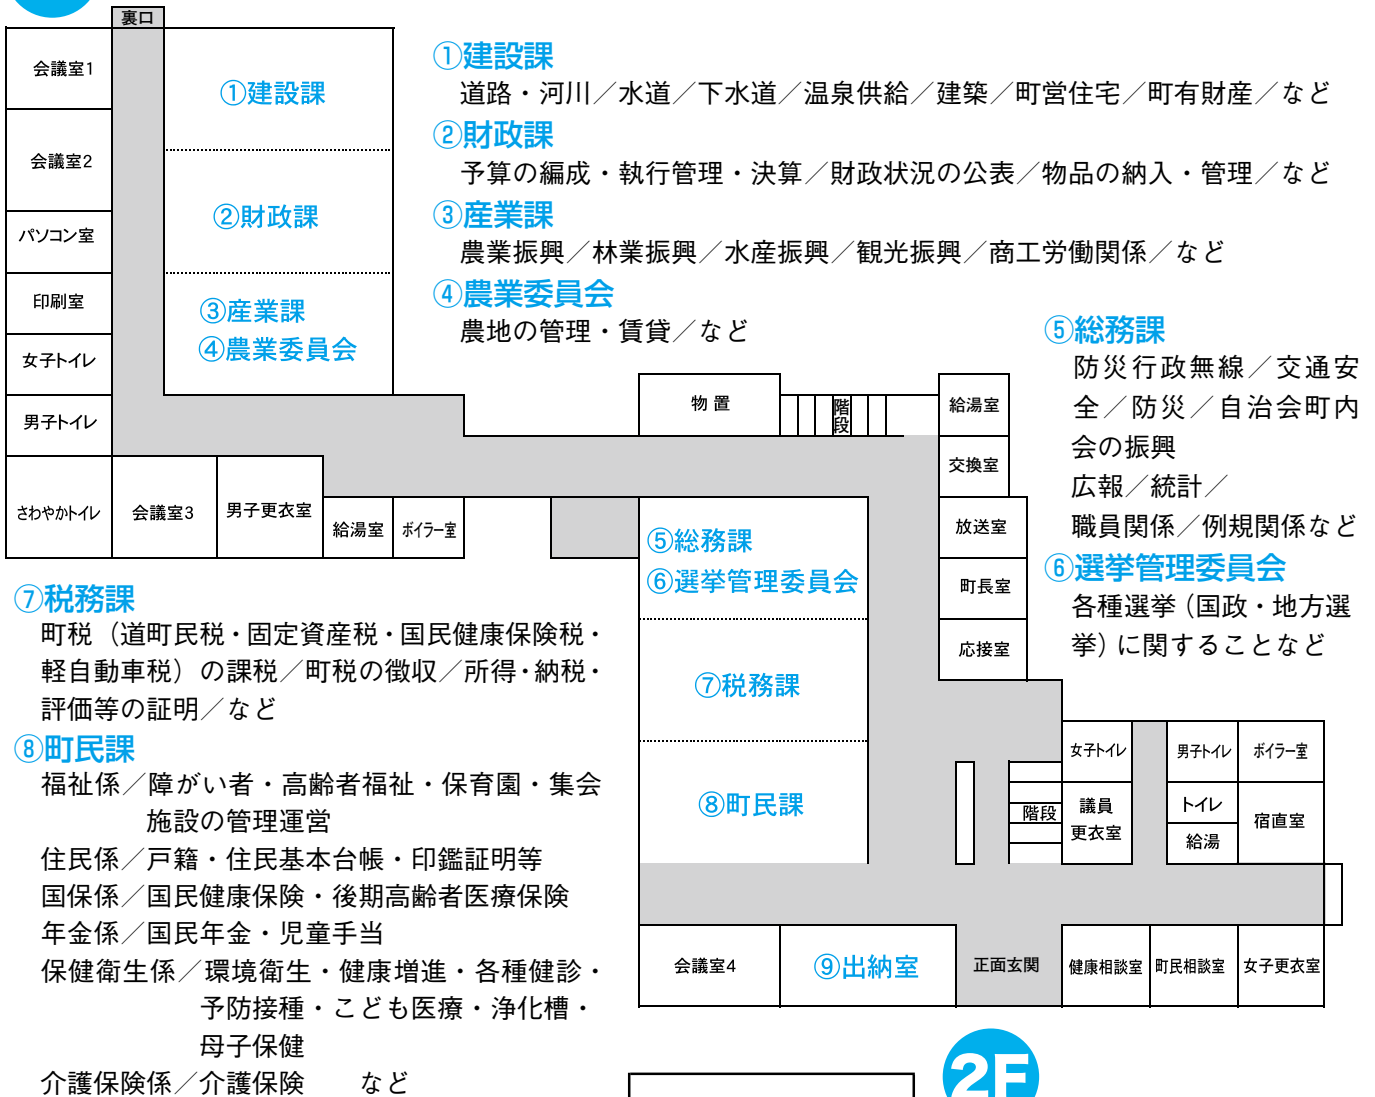 裏口
会議室1
会議室2
パソコン室
印刷室
女子トイレ
男子トイレ
さわやかトイレ
会議室3
男子更衣室
給湯室
ボイラー室
①建設課
②財政課
③産業課
④農業委員会
①建設課
道路・河川／水道／下水道／温泉供給／建築／町営住宅／町有財産／など
②財政課
予算の編成・執行管理・決算／財政状況の公表／物品の納入・管理／など
③産業課
農業振興／林業振興／水産振興／観光振興／商工労働関係／など
④農業委員会
農地の管理・賃貸／など
⑤総務課
防災行政無線／交通安
全／防災／自治会町内
会の振興
広報／統計／
職員関係／例規関係など
⑥選挙管理委員会
各種選挙（国政・地方選
挙）に関することなど
物置
階段
給湯室
交換室
放送室
町長室
応接室
⑤総務課
⑥選挙管理委員会
⑦税務課
⑧町民課
女子トイレ
男子トイレ
ボイラー室
階段
議員
更衣室
トイレ
給湯
宿直室
会議室4
⑨出納室
正面玄関
健康相談室
町民相談室
女子更衣室
⑦税務課
町税（道町民税・固定資産税・国民健康保険税・
軽自動車税）の課税／町税の徴収／所得・納税・
評価等の証明／など
⑧町民課
福祉係／障がい者・高齢者福祉・保育園・集会
施設の管理運営
住民係／戸籍・住民基本台帳・印鑑証明等
国保係／国民健康保険・後期高齢者医療保険
年金係／国民年金・児童手当
保健衛生係／環境衛生・健康増進・各種健診・
予防接種・こども医療・浄化槽・
母子保健
介護保険係／介護保険　など
2F